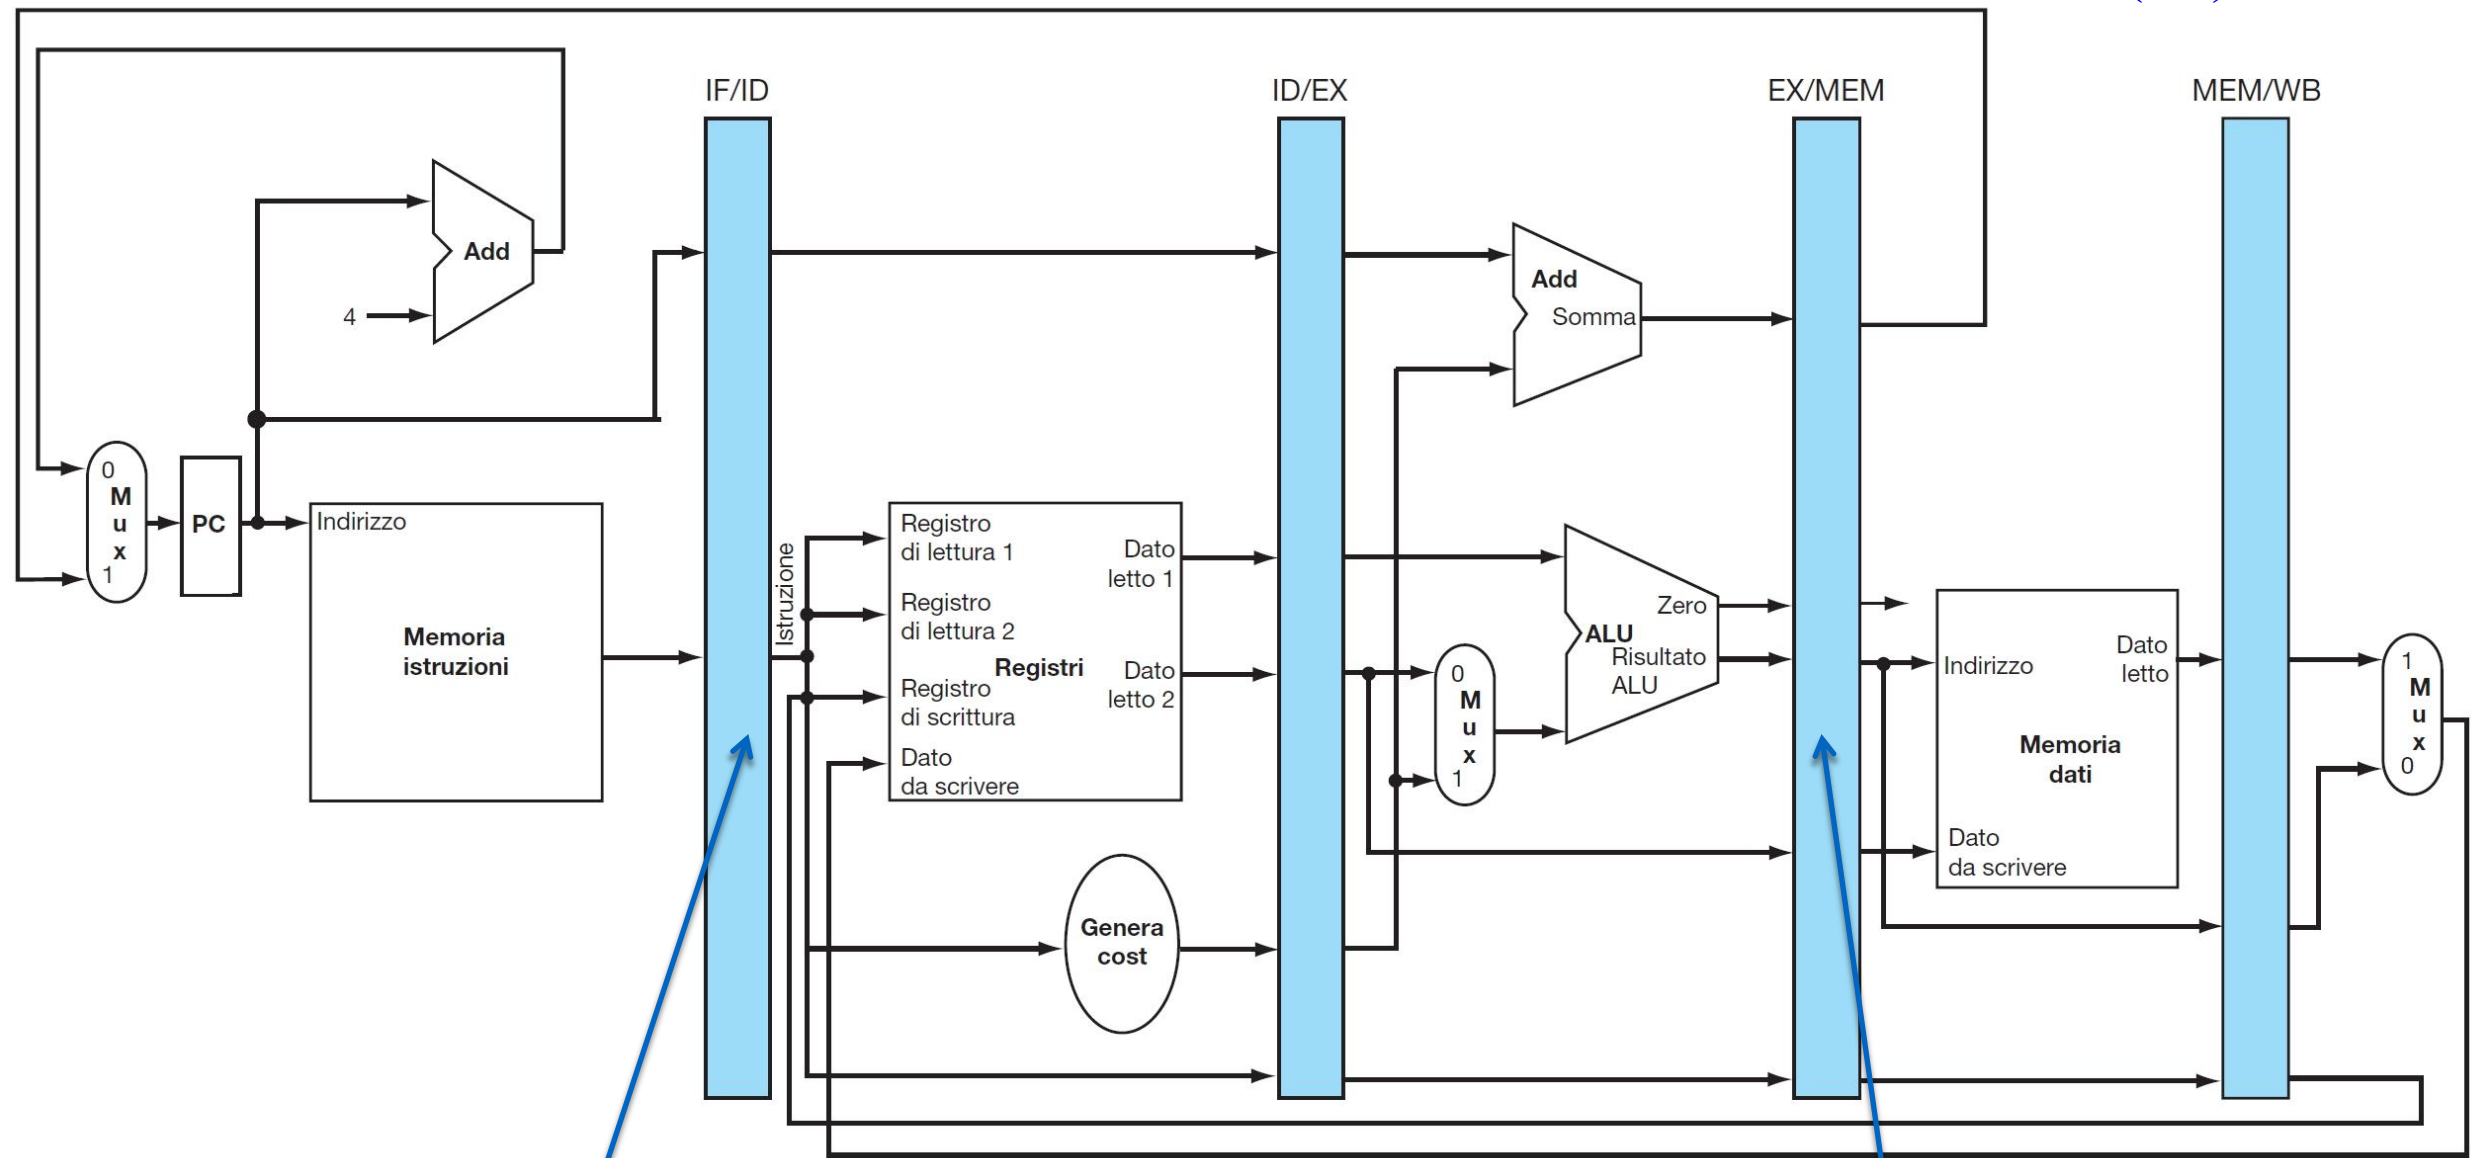 IF/ID
ID/EX
EX/MEM
MEM/WB
Add
4
Add
Somma
0
M
u
x
1
PC
Indirizzo
Memoria
istruzioni
Istruzione
Registro
di lettura 1
Registro
di lettura 2
Registro
di scrittura
Dato
da scrivere
Registri
Dato
letto 1
Dato
letto 2
Genera
cost
0
M
u
x
1
Zero
ALU
Risultato
ALU
Indirizzo
Dato
letto
Memoria
dati
Dato
da scrivere
1
M
u
x
0